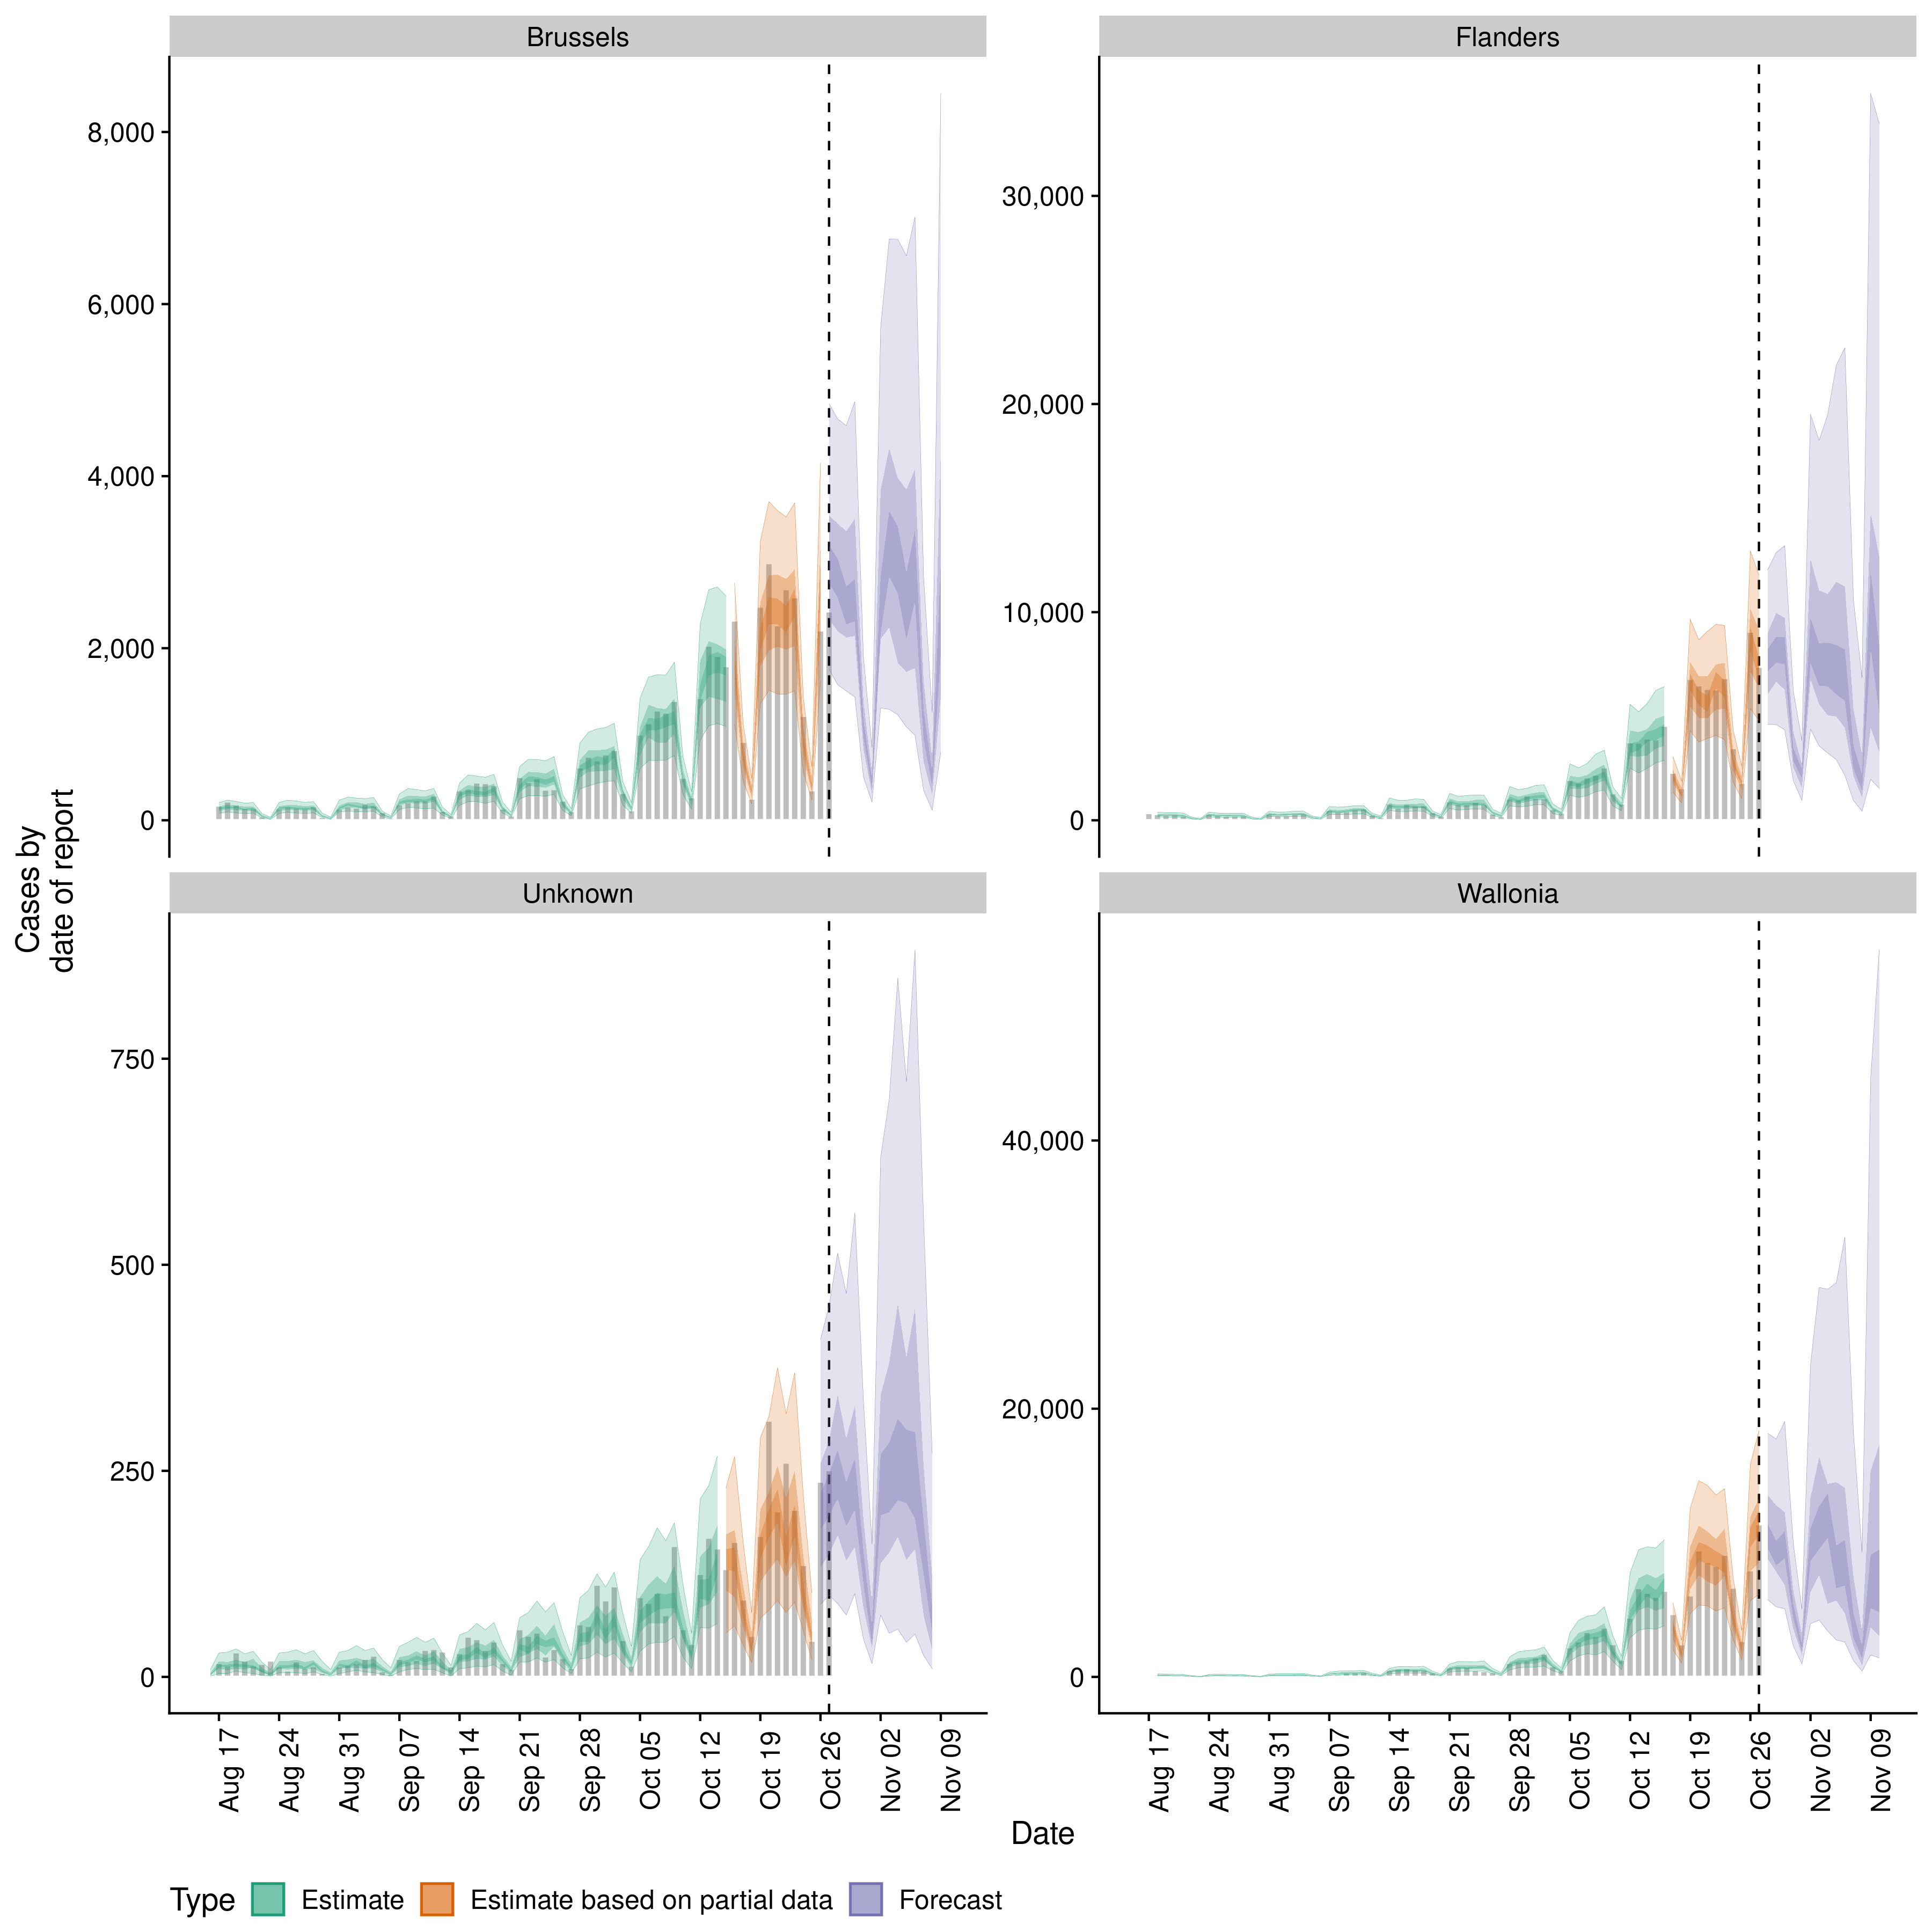 Brussels
Flanders
8,000
6,000
4,000
2,000
0
30,000
20,000
10,000
0
Cases by
date of report
Unknown
Wallonia
750
500
250
0
40,000
20,000
0
Aug 17
Aug 24
Aug 31
Sep 07
Sep 14
Sep 21
Sep 28
Oct 05
Oct 12
Oct 19
Oct 26
Nov 02
Nov 09
Aug 17
Aug 24
Aug 31
Sep 07
Sep 14
Sep 21
Sep 28
Oct 05
Oct 12
Oct 19
Oct 26
Nov 02
Nov 09
Date
Type Estimate Estimate based on partial data Forecast